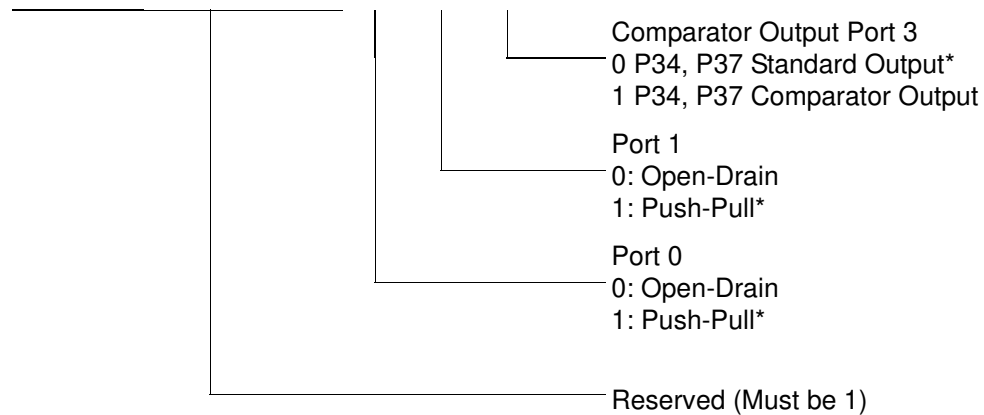 Comparator Output Port 3
0 P34, P37 Standard Output*
1 P34, P37 Comparator Output
Port 1
0: Open-Drain
1: Push-Pull*
Port 0
0: Open-Drain
1: Push-Pull*
Reserved (Must be 1)